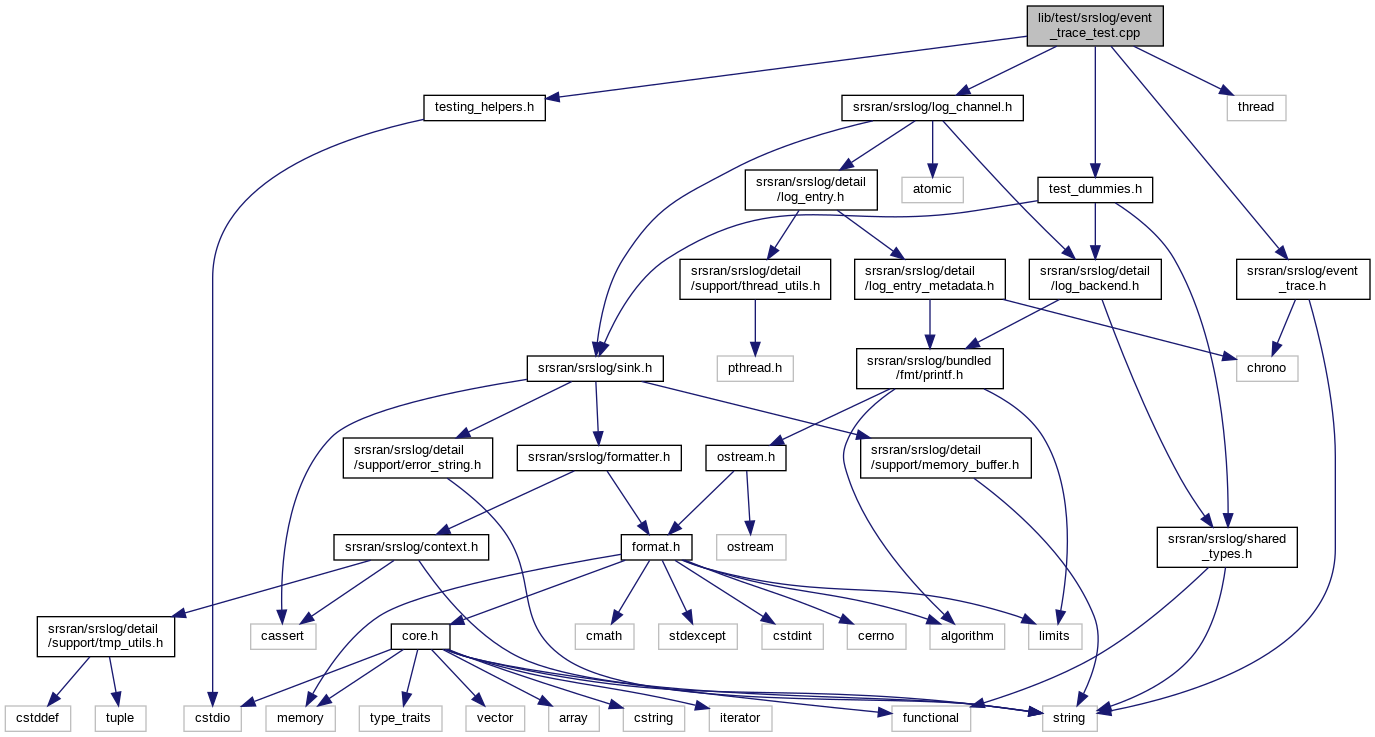 lib/test/srslog/event
_trace_test.cpp
testing_helpers.h
srsran/srslog/log_channel.h
thread
srsran/srslog/detail
/log_entry.h
atomic
test_dummies.h
srsran/srslog/detail
/support/thread_utils.h
srsran/srslog/detail
/log_entry_metadata.h
srsran/srslog/detail
/log_backend.h
srsran/srslog/event
_trace.h
srsran/srslog/sink.h
pthread.h
srsran/srslog/bundled
/fmt/printf.h
chrono
srsran/srslog/detail
/support/error_string.h
srsran/srslog/formatter.h
ostream.h
srsran/srslog/detail
/support/memory_buffer.h
srsran/srslog/context.h
format.h
ostream
srsran/srslog/shared
_types.h
srsran/srslog/detail
/support/tmp_utils.h
cassert
core.h
cmath
stdexcept
cstdint
cerrno
algorithm
limits
cstddef
tuple
cstdio
memory
type_traits
vector
array
cstring
iterator
functional
string